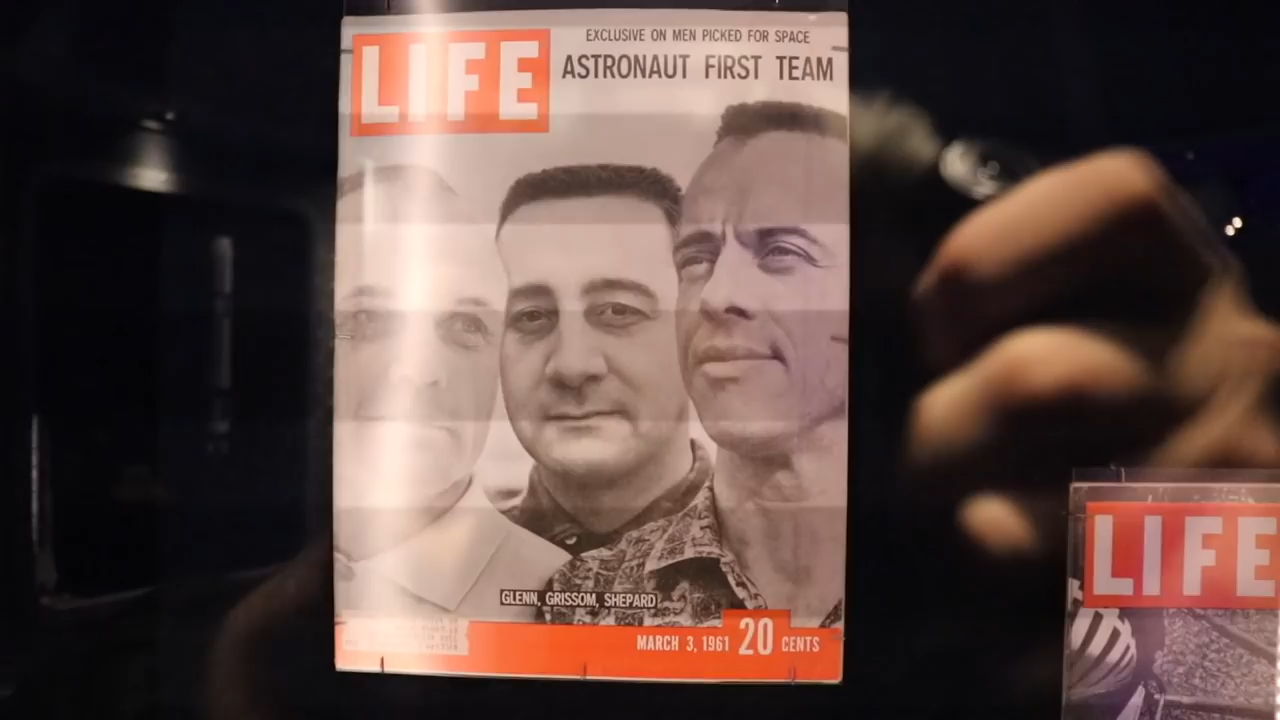 LIFE
EXCLUSIVE ON MEN PICKED FOR SPACE
ASTRONAUT FIRST TEAM
GLENN, GRISSOM, SHEPARD
MARCH 3, 1961 20 CENTS
LIFE